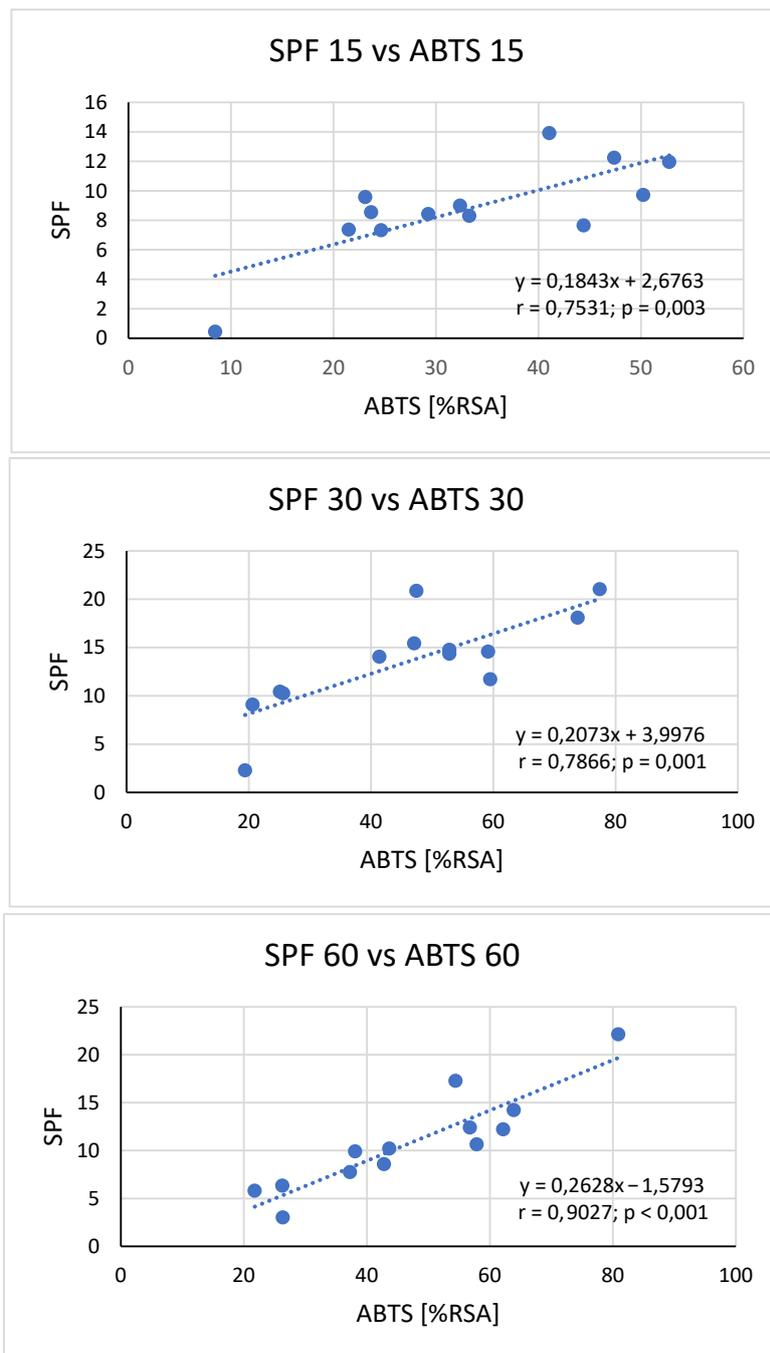 SPF 15 vs ABTS 15
16
14
12
10
8
6
4
2
0
SPF
y = 0,1843x + 2,6763
r = 0,7531; p = 0,003
0 10 20 30 40 50 60
ABTS [%RSA]
SPF 30 vs ABTS 30
25
20
15
10
5
0
SPF
y = 0,2073x + 3,9976
r = 0,7866; p = 0,001
0 20 40 60 80 100
ABTS [%RSA]
SPF 60 vs ABTS 60
25
20
15
10
5
0
SPF
y = 0,2628x – 1,5793
r = 0,9027; p < 0,001
0 20 40 60 80 100
ABTS [%RSA]